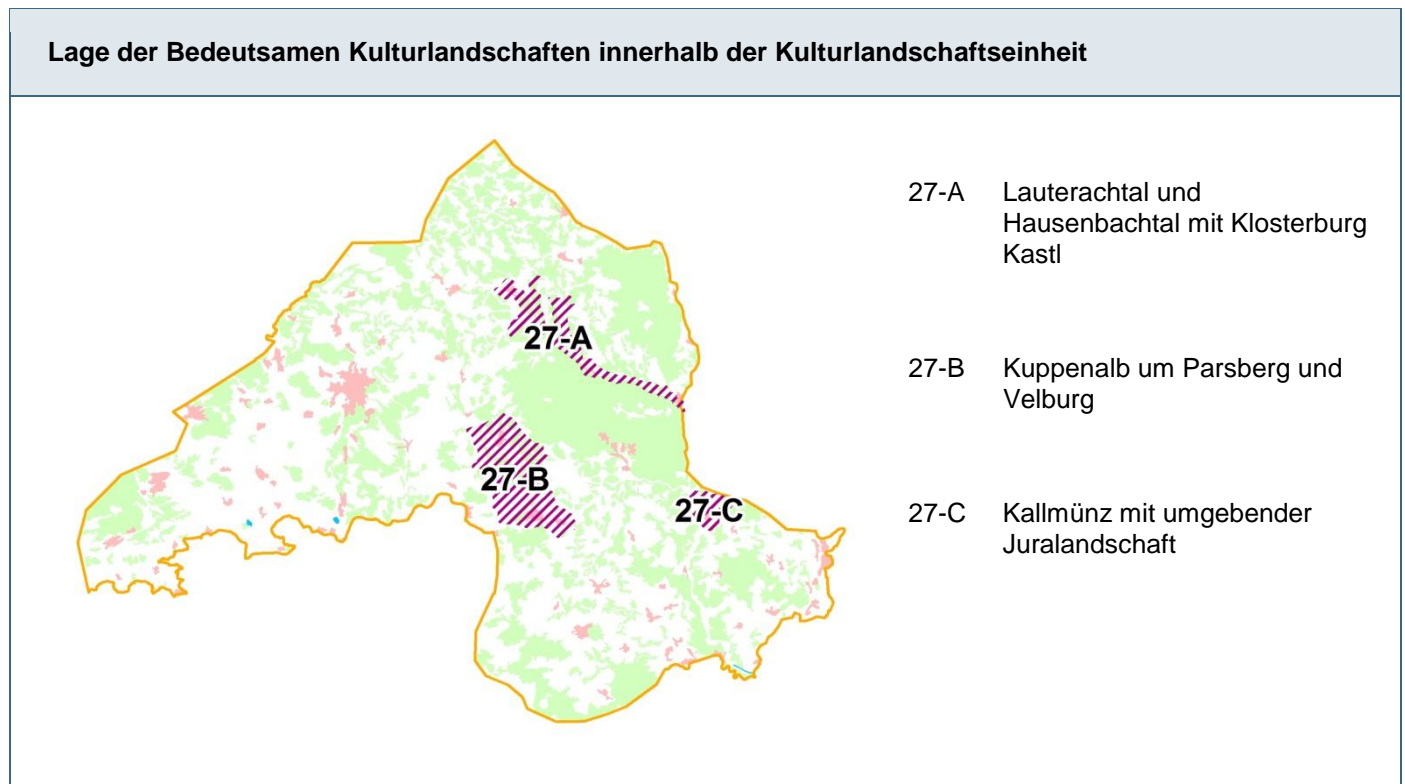 Lage der Bedeutsamen Kulturlandschaften innerhalb der Kulturlandschaftseinheit
27-A
27-B
27-C
27-A Lauterachtal und
Hausenbachtal mit Klosterburg
Kastl
27-B Kuppenalb um Parsberg und
Velburg
27-C Kallmünz mit umgebender
Juralandschaft